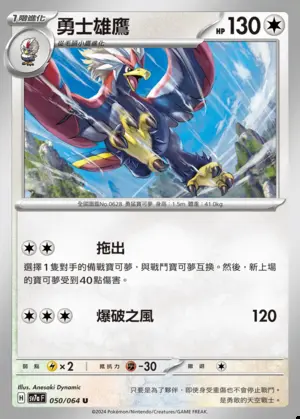 1階進化
勇士雄鷹
HP 130
從毛頭小鷹進化
全國圖鑑No.0628 勇猛寶可夢 身高：1.5m 體重：41.0kg
拖出
選擇1隻對手的備戰寶可夢，與戰鬥寶可夢互換。然後，新上場
的寶可夢受到40點傷害。
爆破之風 120
弱點 ×2 抵抗力 -30 撤退
Illus. Anesaki Dynamic
H sv7a F 050/064 U
只要是為了夥伴，即使身受重傷也不會停止戰鬥。
是勇敢的天空戰士。
©2024 Pokémon/Nintendo/Creatures/GAME FREAK.